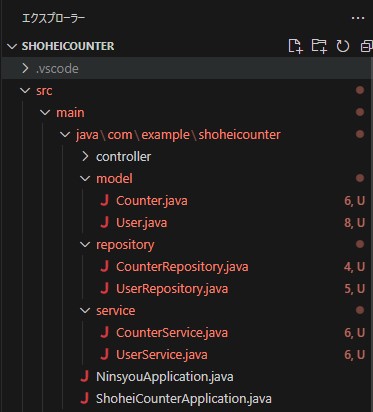 エクスプローラー
SHOHEICOUNTER
.vscode
src
main
java\com\example\shoheicounter
controller
model
Counter.java 6, U
User.java 8, U
repository
CounterRepository.java 4, U
UserRepository.java 5, U
service
CounterService.java 6, U
UserService.java 6, U
NinsyouApplication.java
ShoheiCounterApplication.java